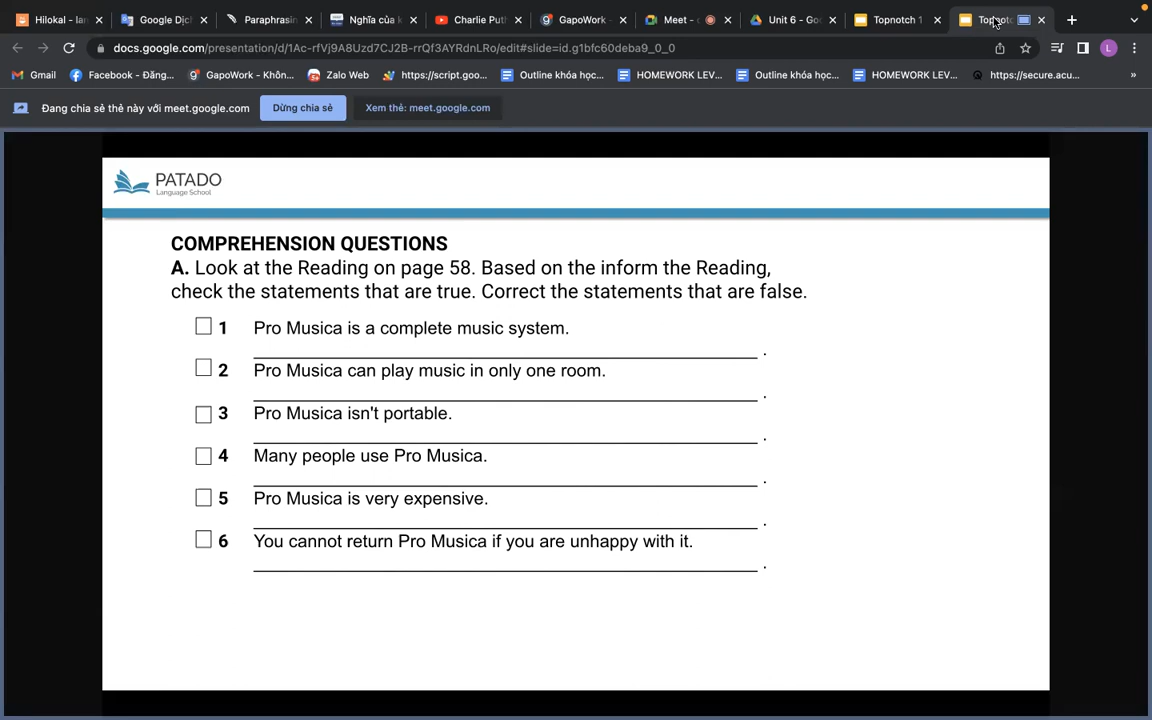 Hilokal - lan
Google Dịc
Paraphrasin
Nghĩa của
Charlie Put
GapoWork -
Meet -
Unit 6 - Go
Topnotch 1
docs.google.com/presentation/d/1Ac-rfVj9A8Uzd7CJ2B-rrQf3AYRdnLRo/edit#slide=id.g1bfc60deba9_0_0
L
Gmail
Facebook - Đăng...
GapoWork - Khôn...
Zalo Web
https://script.goo...
Outline khóa học...
HOMEWORK LEV...
Outline khóa học...
HOMEWORK LEV...
https://secure.acu...
Đang chia sẻ thẻ này với meet.google.com
Dừng chia sẻ
Xem thẻ: meet.google.com
PATADO
Language School
COMPREHENSION QUESTIONS
A. Look at the Reading on page 58. Based on the inform the Reading,
check the statements that are true. Correct the statements that are false.
1 Pro Musica is a complete music system.
.
2 Pro Musica can play music in only one room.
.
3 Pro Musica isn't portable.
.
4 Many people use Pro Musica.
.
5 Pro Musica is very expensive.
.
6 You cannot return Pro Musica if you are unhappy with it.
.